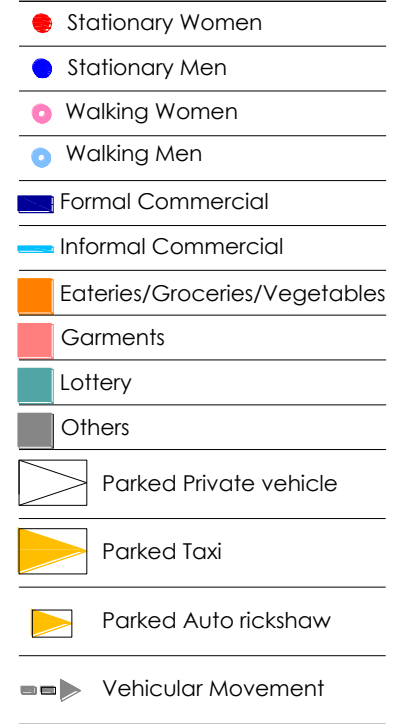 Stationary Women
Stationary Men
Walking Women
Walking Men
Formal Commercial
Informal Commercial
Eateries/Groceries/Vegetables
Garments
Lottery
Others
Parked Private vehicle
Parked Taxi
Parked Auto rickshaw
Vehicular Movement